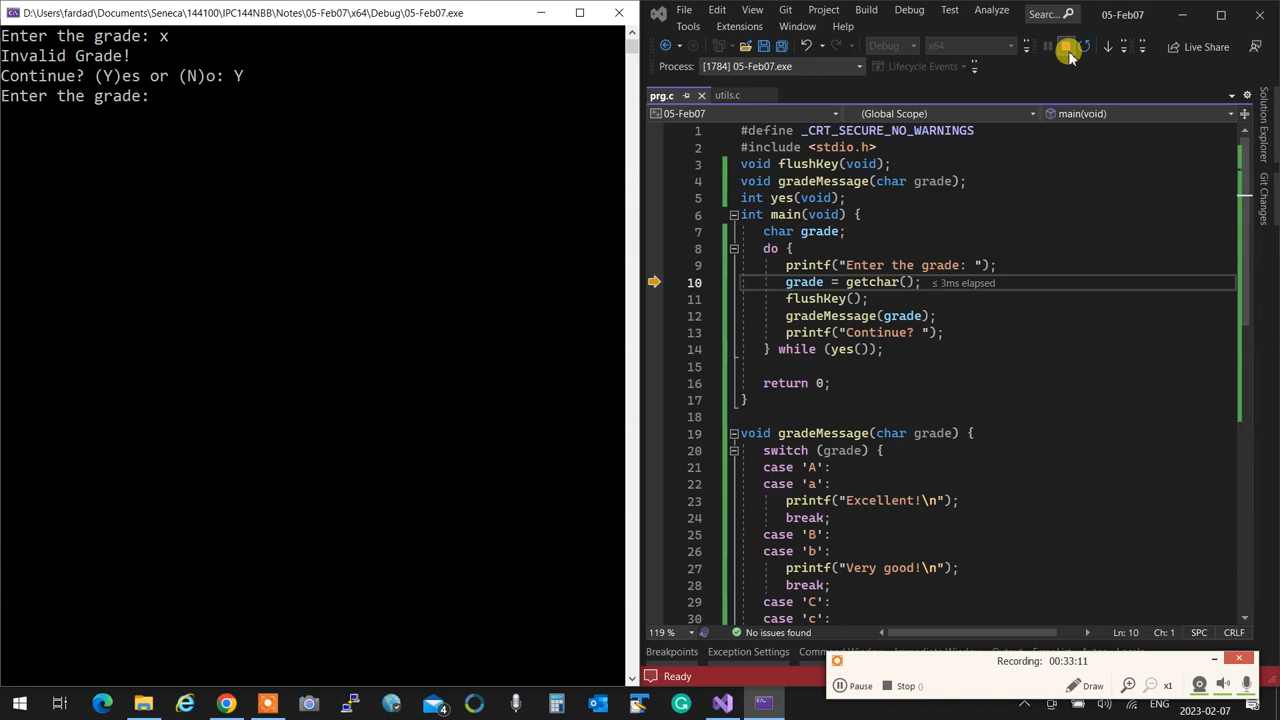 D:\Users\fardad\Documents\Seneca\144100\IPC144NBB\Notes\05-Feb07\x64\Debug\05-Feb07.exe
Enter the grade: x
Invalid Grade!
Continue? (Y)es or (N)o: Y
Enter the grade:
File Edit View Git Project Build Debug Test Analyze Searc... 05-Feb07
Tools Extensions Window Help
Debug x64 Live Share
Process: [1784] 05-Feb07.exe Lifecycle Events
prg.c utils.c
05-Feb07 (Global Scope) main(void)
1 #define _CRT_SECURE_NO_WARNINGS
2 #include <stdio.h>
3 void flushKey(void);
4 void gradeMessage(char grade);
5 int yes(void);
6 int main(void) {
7 char grade;
8 do {
9 printf("Enter the grade: ");
10 grade = getchar(); ≤ 3ms elapsed
11 flushKey();
12 gradeMessage(grade);
13 printf("Continue? ");
14 } while (yes());
15
16 return 0;
17 }
18
19 void gradeMessage(char grade) {
20 switch (grade) {
21 case 'A':
22 case 'a':
23 printf("Excellent!\n");
24 break;
25 case 'B':
26 case 'b':
27 printf("Very good!\n");
28 break;
29 case 'C':
30 case 'c':
Solution Explorer
Git Changes
119 % No issues found Ln: 10 Ch: 1 SPC CRLF
Breakpoints Exception Settings
Ready
Recording: 00:33:11
Pause Stop () Draw x1
4 ENG 2023-02-07